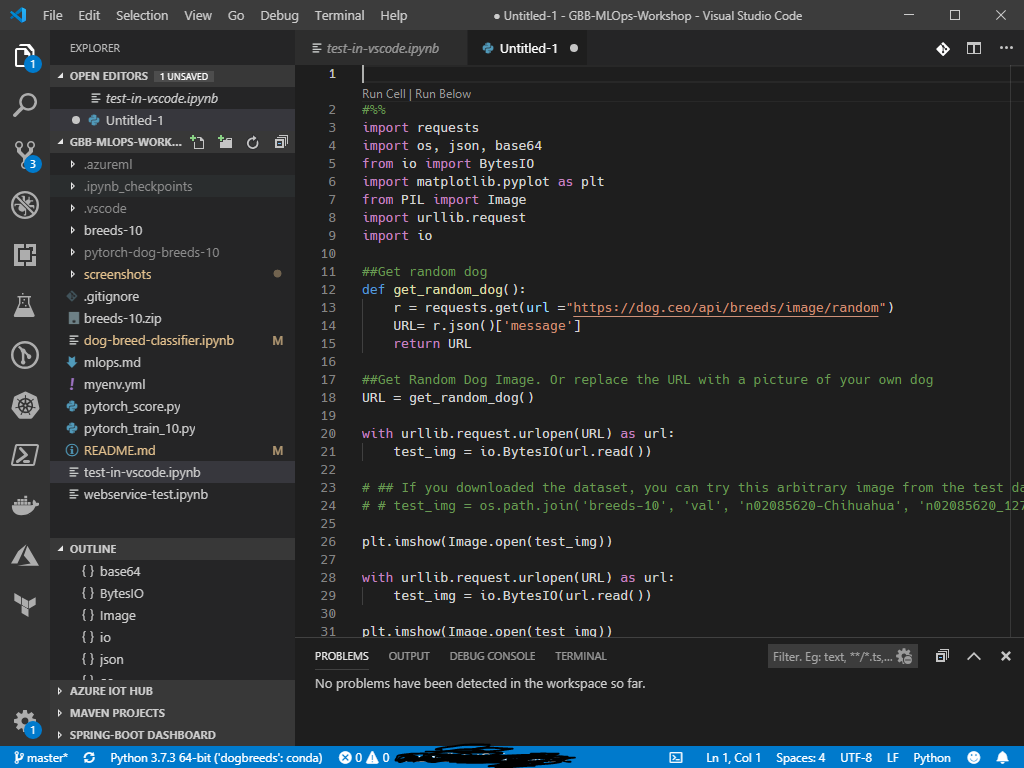 File Edit Selection View Go Debug Terminal Help ● Untitled-1 - GBB-MLOps-Workshop - Visual Studio Code
EXPLORER
OPEN EDITORS 1 UNSAVED
test-in-vscode.ipynb
Untitled-1
GBB-MLOPS-WORK...
.azureml
.ipynb_checkpoints
.vscode
breeds-10
pytorch-dog-breeds-10
screenshots
.gitignore
breeds-10.zip
dog-breed-classifier.ipynb M
mlops.md
! myenv.yml
pytorch_score.py
pytorch_train_10.py
README.md M
test-in-vscode.ipynb
webservice-test.ipynb
OUTLINE
{ } base64
{ } BytesIO
{ } Image
{ } io
{ } json
AZURE IOT HUB
MAVEN PROJECTS
SPRING-BOOT DASHBOARD
1
3
1
test-in-vscode.ipynb Untitled-1
1
Run Cell | Run Below
2 #%%
3 import requests
4 import os, json, base64
5 from io import BytesIO
6 import matplotlib.pyplot as plt
7 from PIL import Image
8 import urllib.request
9 import io
10
11 ##Get random dog
12 def get_random_dog():
13 r = requests.get(url ="https://dog.ceo/api/breeds/image/random")
14 URL= r.json()['message']
15 return URL
16
17 ##Get Random Dog Image. Or replace the URL with a picture of your own dog
18 URL = get_random_dog()
19
20 with urllib.request.urlopen(URL) as url:
21 test_img = io.BytesIO(url.read())
22
23 # ## If you downloaded the dataset, you can try this arbitrary image from the test da
24 # # test_img = os.path.join('breeds-10', 'val', 'n02085620-Chihuahua', 'n02085620_127
25
26 plt.imshow(Image.open(test_img))
27
28 with urllib.request.urlopen(URL) as url:
29 test_img = io.BytesIO(url.read())
30
31 plt.imshow(Image.open(test_img))
PROBLEMS OUTPUT DEBUG CONSOLE TERMINAL Filter. Eg: text, **/*.ts,...
No problems have been detected in the workspace so far.
master* Python 3.7.3 64-bit ('dogbreeds': conda) 0 0 Ln 1, Col 1 Spaces: 4 UTF-8 LF Python